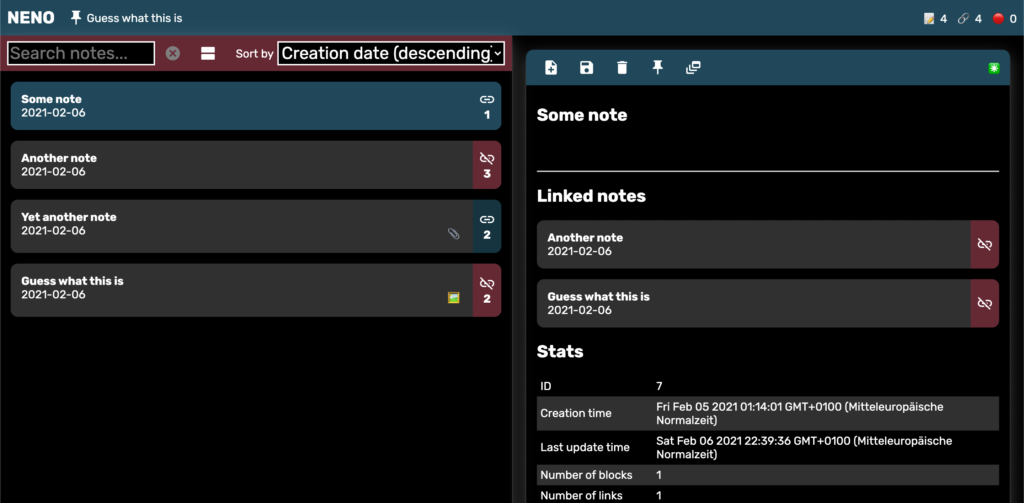 NENO
Guess what this is
4
4
0
Search notes...
Sort by
Creation date (descending)
Some note
2021-02-06
1
Another note
2021-02-06
3
Yet another note
2021-02-06
2
Guess what this is
2021-02-06
2
Some note
Linked notes
Another note
2021-02-06
Guess what this is
2021-02-06
Stats
ID 7
Creation time Fri Feb 05 2021 01:14:01 GMT+0100 (Mitteleuropäische
Normalzeit)
Last update time Sat Feb 06 2021 22:39:36 GMT+0100 (Mitteleuropäische
Normalzeit)
Number of blocks 1
Number of links 1